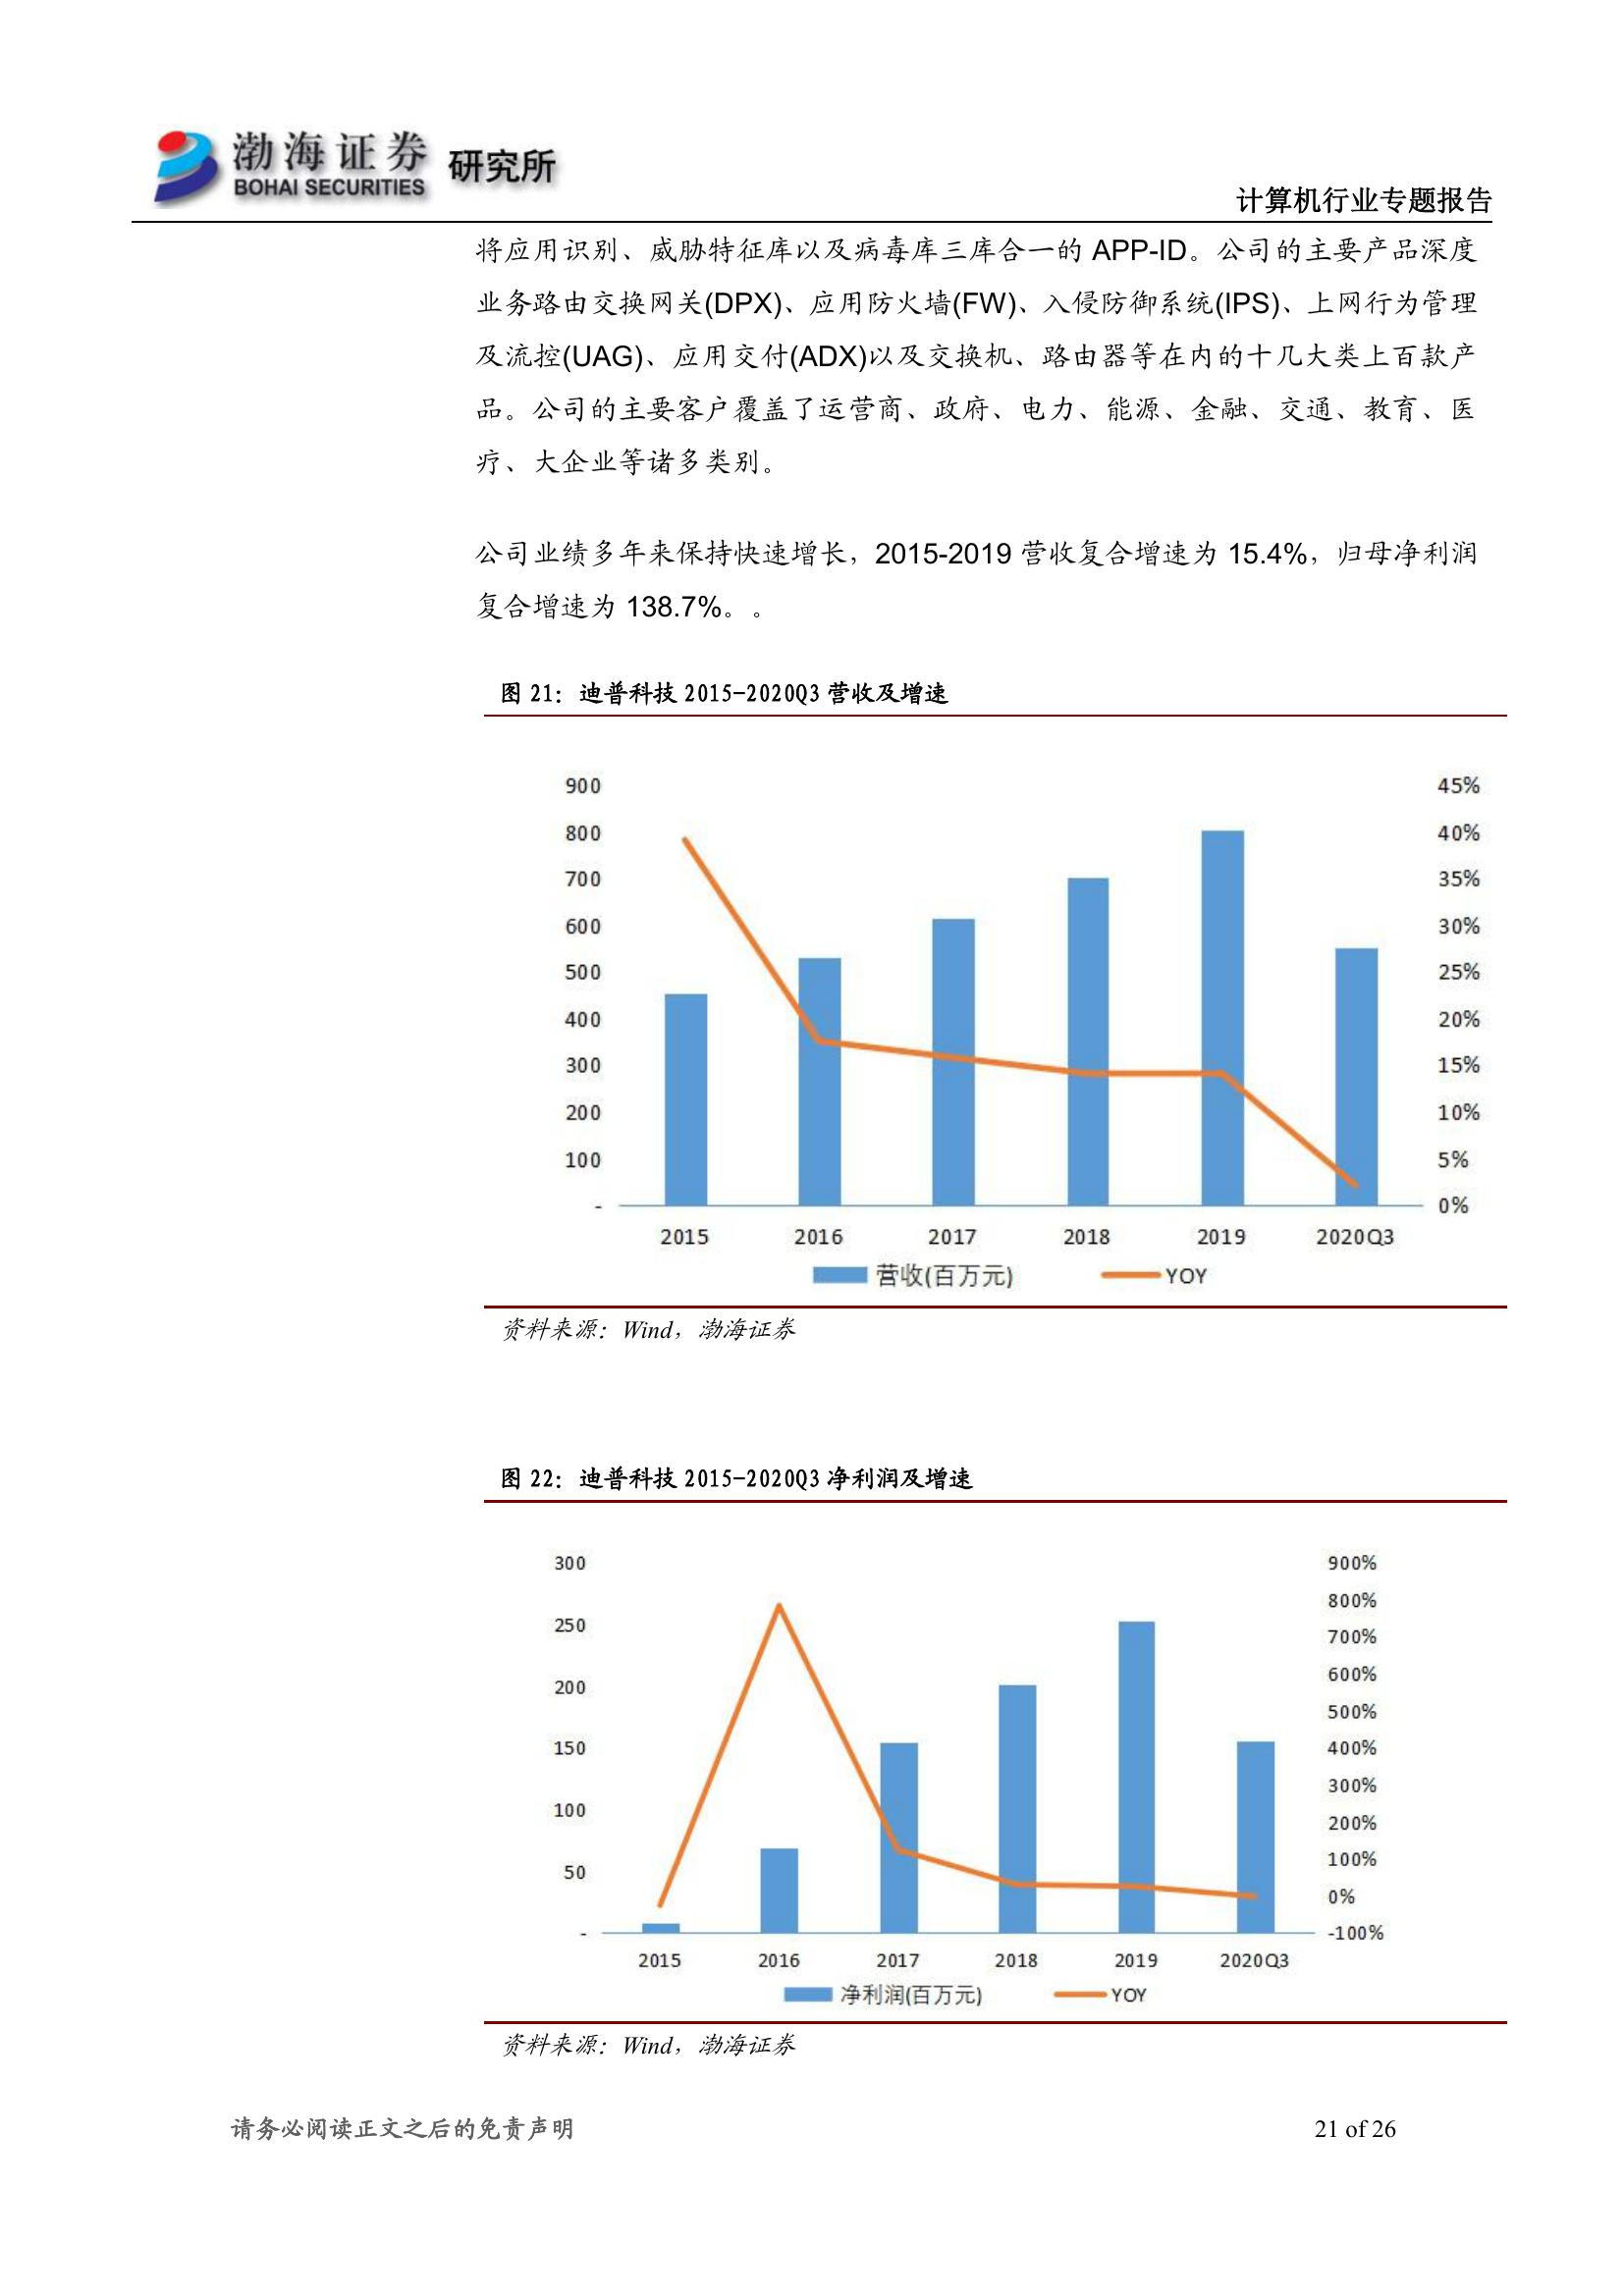 渤海证券 研究所
BOHAI SECURITIES
计算机行业专题报告
将应用识别、威胁特征库以及病毒库三库合一的 APP-ID。公司的主要产品深度
业务路由交换网关(DPX)、应用防火墙(FW)、入侵防御系统(IPS)、上网行为管理
及流控(UAG)、应用交付(ADX)以及交换机、路由器等在内的十几大类上百款产
品。公司的主要客户覆盖了运营商、政府、电力、能源、金融、交通、教育、医
疗、大企业等诸多类别。
公司业绩多年来保持快速增长，2015-2019 营收复合增速为 15.4%，归母净利润
复合增速为 138.7%。。
图 21：迪普科技 2015-2020Q3 营收及增速
900 45%
800 40%
700 35%
600 30%
500 25%
400 20%
300 15%
200 10%
100 5%
- 0%
2015 2016 2017 2018 2019 2020Q3
营收(百万元) YOY
资料来源：Wind，渤海证券
图 22：迪普科技 2015-2020Q3 净利润及增速
300 900%
800%
250
700%
200 600%
500%
150 400%
300%
100 200%
100%
50
0%
- -100%
2015 2016 2017 2018 2019 2020Q3
净利润(百万元) YOY
资料来源：Wind，渤海证券
请务必阅读正文之后的免责声明 21 of 26